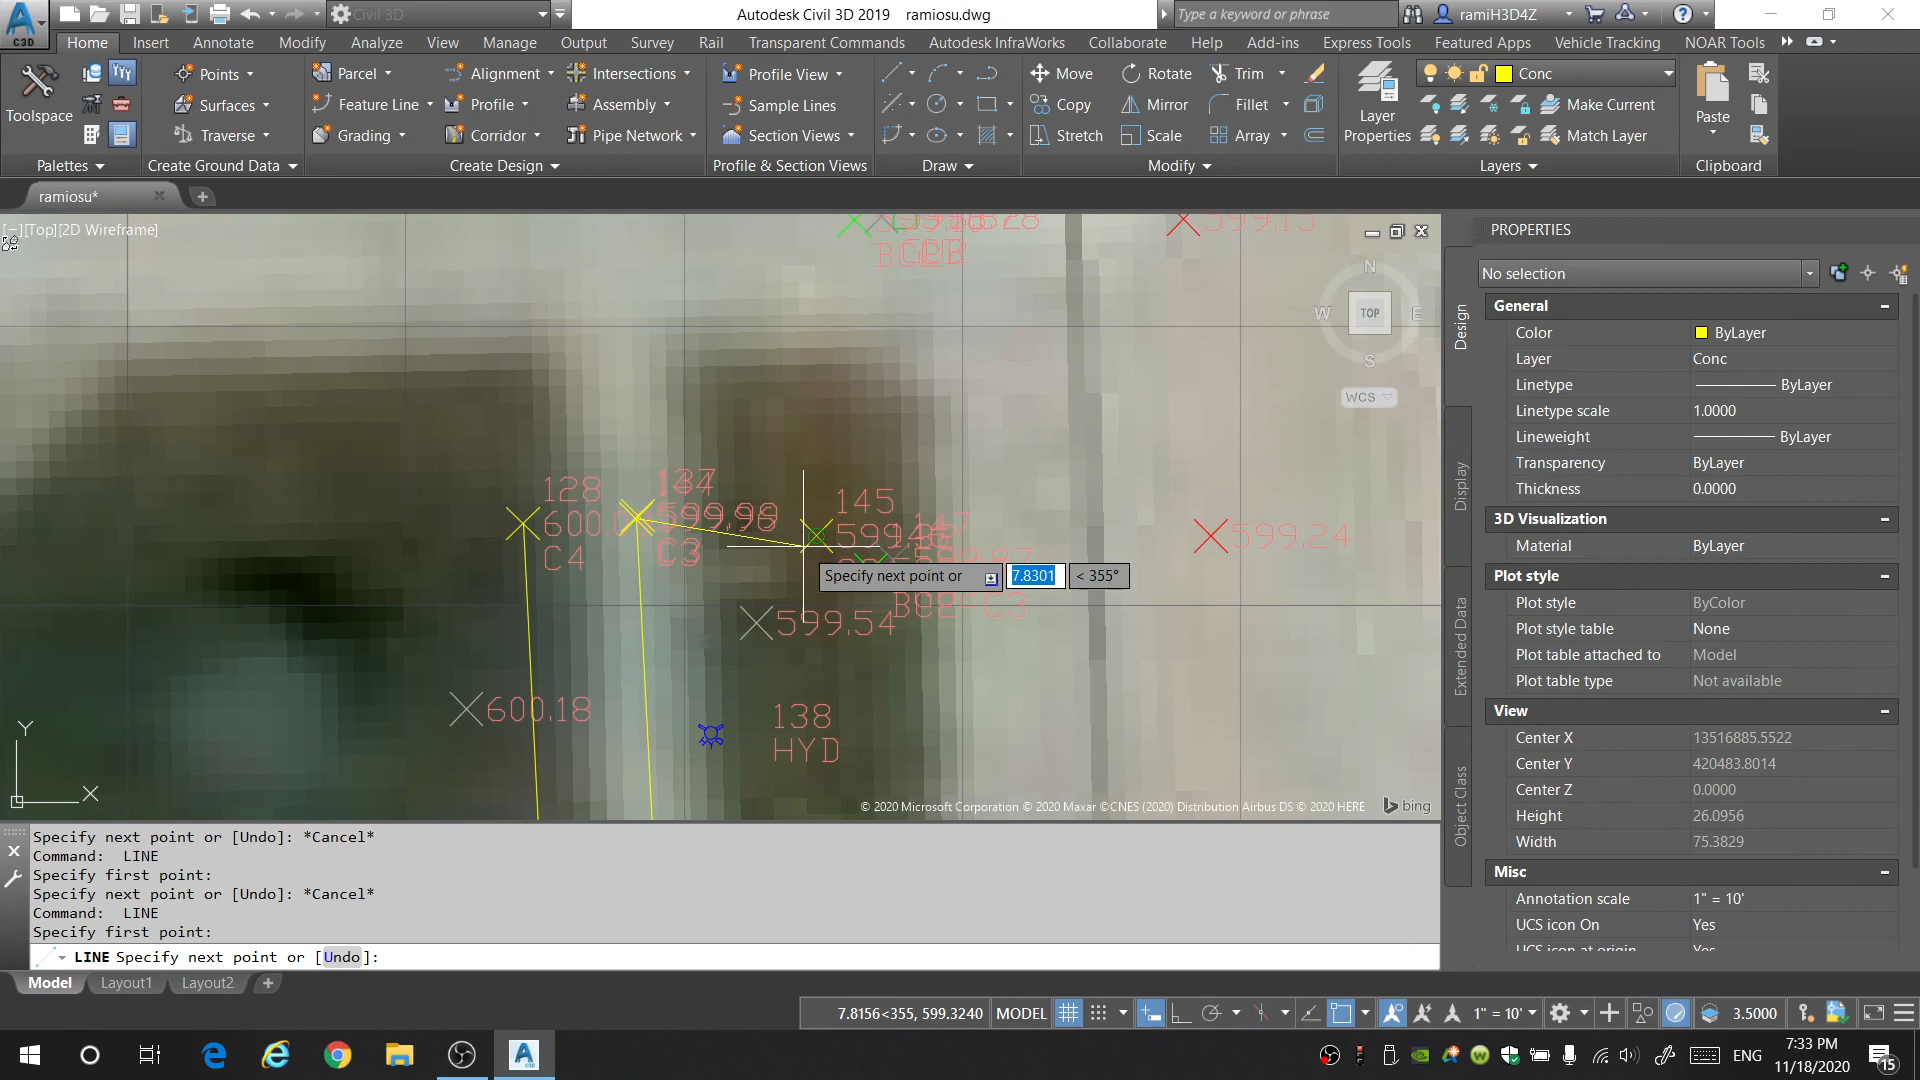 Civil 3D
Autodesk Civil 3D 2019 ramiosu.dwg
Type a keyword or phrase
ramiH3D4Z
C3D
Home Insert Annotate Modify Analyze View Manage Output Survey Rail Transparent Commands Autodesk InfraWorks Collaborate Help Add-ins Express Tools Featured Apps Vehicle Tracking NOAR Tools
Toolspace
Points
Surfaces
Traverse
Parcel
Feature Line
Grading
Alignment
Profile
Corridor
Intersections
Assembly
Pipe Network
Profile View
Sample Lines
Section Views
Move
Copy
Stretch
Rotate
Mirror
Scale
Trim
Fillet
Array
Layer
Properties
Conc
Make Current
Match Layer
Paste
Palettes
Create Ground Data
Create Design
Profile & Section Views
Draw
Modify
Layers
Clipboard
ramiosu*
[−][Top][2D Wireframe]
599.15
N
W
TOP
E
S
WCS
128
C4
C3
145
599.24
Specify next point or
7.8301
< 355°
599.54
600.18
138
HYD
Y
X
© 2020 Microsoft Corporation © 2020 Maxar ©CNES (2020) Distribution Airbus DS © 2020 HERE
bing
Specify next point or [Undo]: *Cancel*
Command: LINE
Specify first point:
Specify next point or [Undo]: *Cancel*
Command: LINE
Specify first point:
LINE Specify next point or [Undo]:
PROPERTIES
No selection
Design
Display
Extended Data
Object Class
General
Color ByLayer
Layer Conc
Linetype ByLayer
Linetype scale 1.0000
Lineweight ByLayer
Transparency ByLayer
Thickness 0.0000
3D Visualization
Material ByLayer
Plot style
Plot style ByColor
Plot style table None
Plot table attached to Model
Plot table type Not available
View
Center X 13516885.5522
Center Y 420483.8014
Center Z 0.0000
Height 26.0956
Width 75.3829
Misc
Annotation scale 1" = 10'
UCS icon On Yes
UCS icon at origin Yes
Model Layout1 Layout2
7.8156<355, 599.3240 MODEL
1" = 10'
3.5000
ENG
7:33 PM
11/18/2020
15